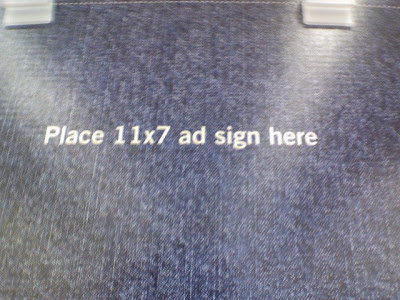 Place 11x7 ad sign here